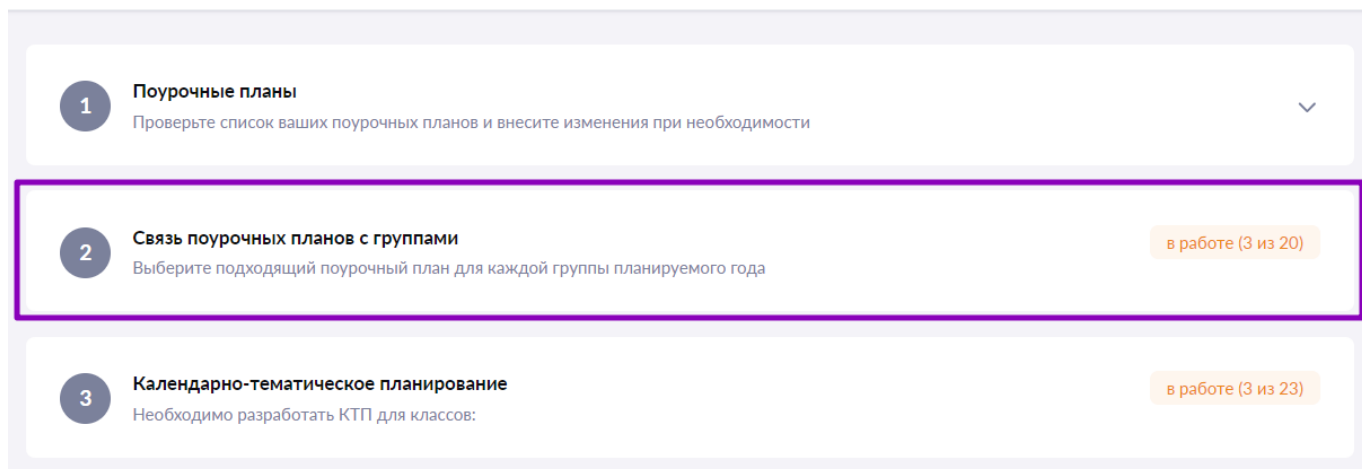 1
Поурочные планы
Проверьте список ваших поурочных планов и внесите изменения при необходимости
2
Связь поурочных планов с группами
в работе (3 из 20)
Выберите подходящий поурочный план для каждой группы планируемого года
3
Календарно-тематическое планирование
в работе (3 из 23)
Необходимо разработать КТП для классов: